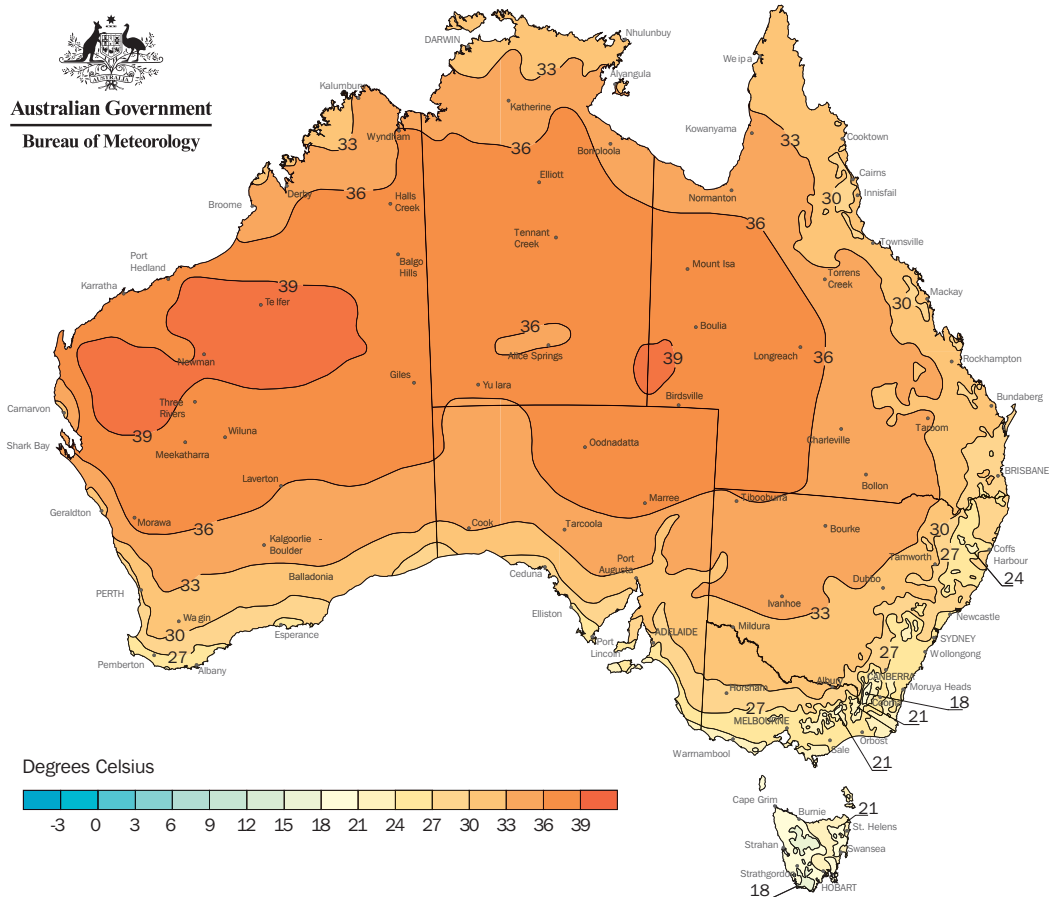 AUSTRALIA
Australian Government
Bureau of Meteorology
DARWIN
Nhulunbuy
Weipa
33
Alyangula
Kalumburu
Katherine
Kowanyama
Wyndham
33
36
Borroloola
33
Cooktown
Elliott
Cairns
Derby
36
Halls
Creek
Normanton
30
Innisfail
Broome
36
Tennant
Creek
Townsville
Port
Hedland
Balgo
Hills
Mount Isa
Torrens
Creek
Karratha
39
Telfer
30
Mackay
36
Boulia
Newman
Alice Springs
39
Longreach
36
Rockhampton
Giles
Yulara
Birdsville
Bundaberg
Carnarvon
Three
Rivers
Taroom
39
Wiluna
Shark Bay
Meekatharra
Oodnadatta
Charleville
BRISBANE
Laverton
Bollon
Geraldton
Marree
Tibooburra
Morawa
36
Cook
Tarcoola
Bourke
30
Kalgoorlie -
Boulder
Port
Augusta
Tamworth
27
Coffs
Harbour
Balladonia
Ceduna
24
PERTH
33
Dubbo
Elliston
Ivanhoe
33
Newcastle
Wagin
30
Esperance
Mildura
ADELAIDE
SYDNEY
Port
Lincoln
27
Wollongong
Pemberton
27
Albany
Albury
CANBERRA
Horsham
Moruya Heads
Cooma
18
27
21
MELBOURNE
Warrnambool
Sale
Orbost
21
Degrees Celsius
-3 0 3 6 9 12 15 18 21 24 27 30 33 36 39
Cape Grim
21
Burnie
St. Helens
Strahan
Swansea
Strathgordon
18
HOBART